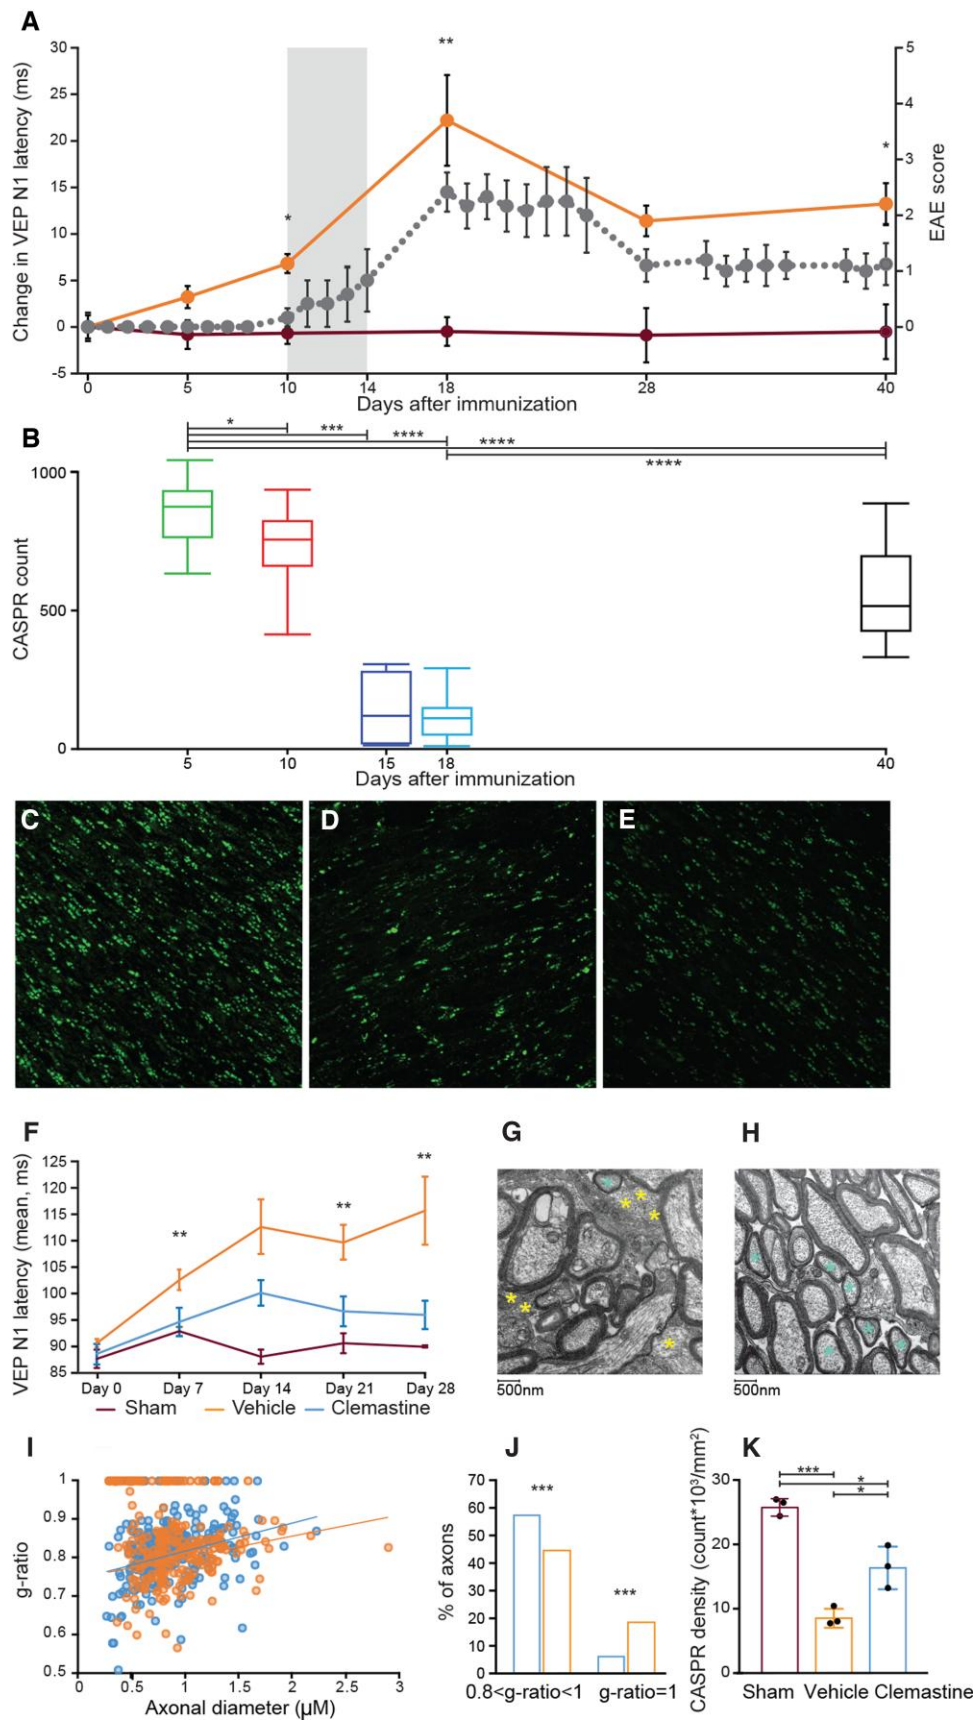 A
**
30
5
25
4
20
*
3
15
*
2
10
1
5
0
0
-5
0
5
10
14
18
28
40
Change in VEP N1 latency (ms)
EAE score
Days after immunization
B
*
***
****
****
****
1000
500
0
CASPR count
5
10
15
18
40
Days after immunization
C
D
E
F
G
H
125
120
115
110
105
100
95
90
85
VEP N1 latency (mean, ms)
**
**
**
Day 0
Day 7
Day 14
Day 21
Day 28
Sham
Vehicle
Clemastine
*
* * *
* *
*
500nm
* * * * * *
500nm
I
J
K
1
0.9
0.8
0.7
0.6
0.5
g-ratio
0
0.5
1
1.5
2
2.5
3
Axonal diameter (µM)
70
60
50
40
30
20
10
0
% of axons
***
***
0.8<g-ratio<1
g-ratio=1
30
20
10
0
CASPR density (count*10³/mm²)
***
*
*
Sham
Vehicle
Clemastine